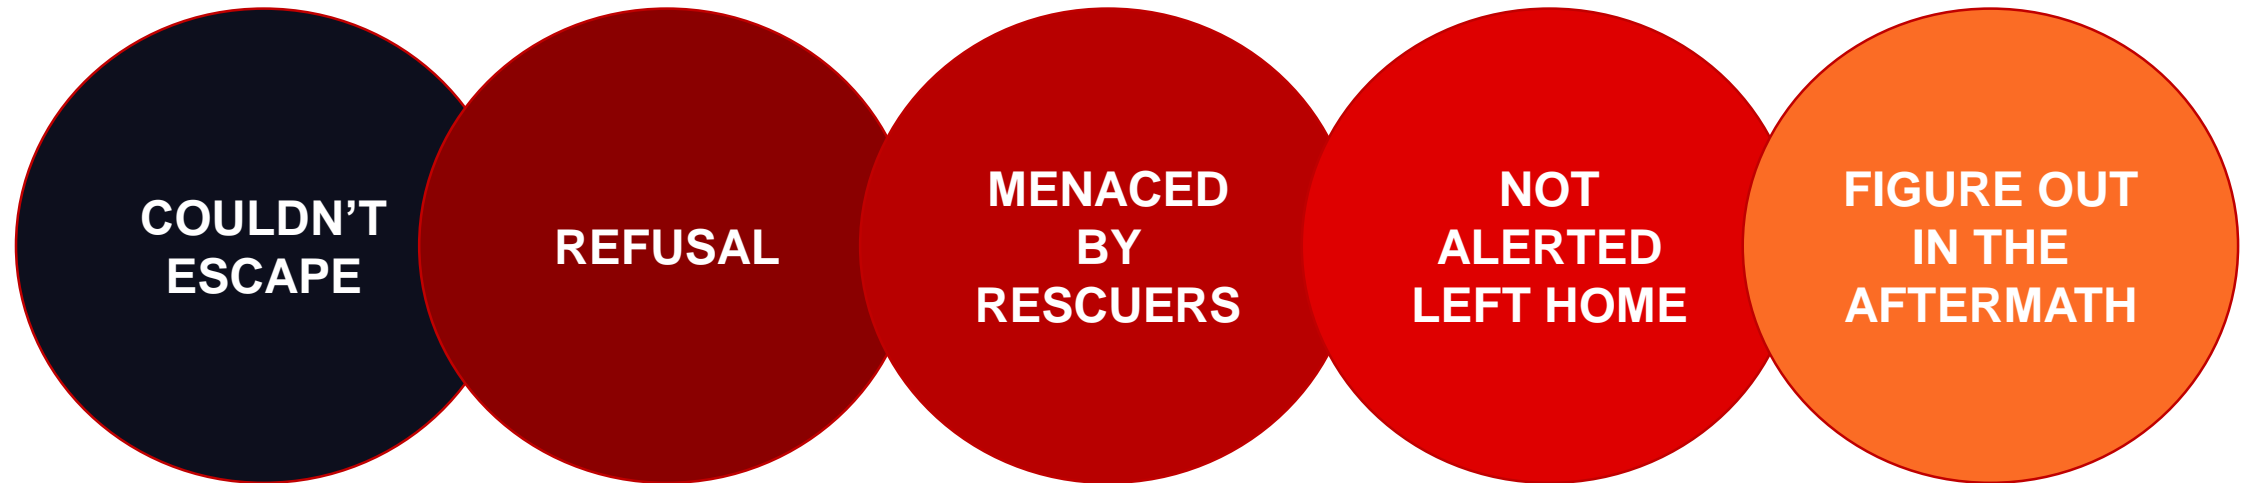 COULDN’T
ESCAPE
REFUSAL
MENACED
BY
RESCUERS
NOT
ALERTED
LEFT HOME
FIGURE OUT
IN THE
AFTERMATH